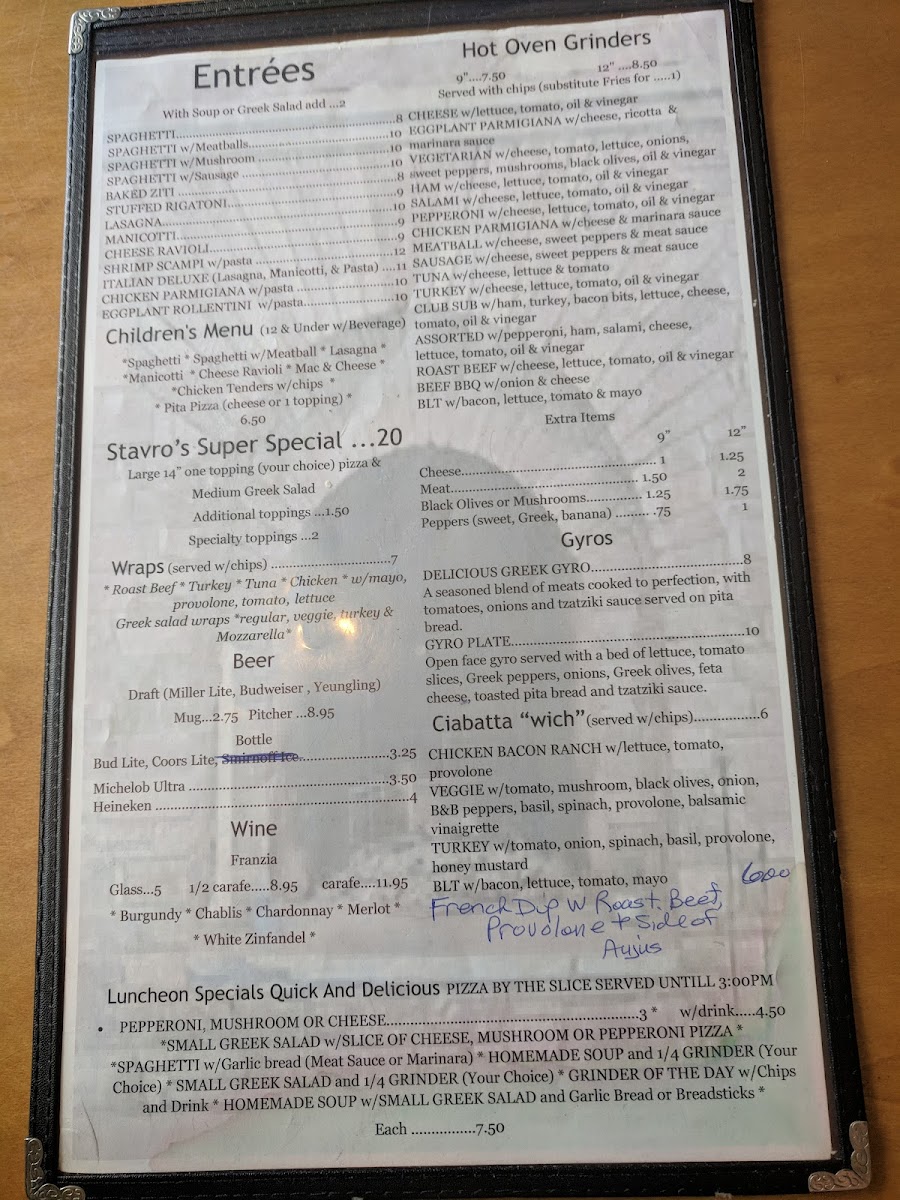 Entrées
With Soup or Greek Salad add ...2
SPAGHETTI.....................................................8
SPAGHETTI w/Meatballs.................................10
SPAGHETTI w/Mushroom ................................10
SPAGHETTI w/Sausage ...................................10
BAKED ZITI ....................................................8
STUFFED RIGATONI........................................9
LASAGNA.......................................................10
MANICOTTI....................................................9
CHEESE RAVIOLI............................................9
SHRIMP SCAMPI w/pasta ................................12
ITALIAN DELUXE (Lasagna, Manicotti, & Pasta) ....11
CHICKEN PARMIGIANA w/pasta ......................10
EGGPLANT ROLLENTINI w/pasta.....................10
Children's Menu (12 & Under w/Beverage)
*Spaghetti * Spaghetti w/Meatball * Lasagna *
*Manicotti * Cheese Ravioli * Mac & Cheese *
*Chicken Tenders w/chips *
* Pita Pizza (cheese or 1 topping) *
6.50
Stavro's Super Special ...20
Large 14” one topping (your choice) pizza &
Medium Greek Salad
Additional toppings ...1.50
Specialty toppings ...2
Wraps (served w/chips) ...............................7
* Roast Beef * Turkey * Tuna * Chicken * w/mayo,
provolone, tomato, lettuce
Greek salad wraps *regular, veggie, turkey &
Mozzarella*
Beer
Draft (Miller Lite, Budweiser , Yeungling)
Mug...2.75 Pitcher ...8.95
Bottle
Bud Lite, Coors Lite, Smirnoff Ice......................3.25
Michelob Ultra ................................................3.50
Heineken .......................................................4
Wine
Franzia
Glass...5 1/2 carafe.....8.95 carafe....11.95
* Burgundy * Chablis * Chardonnay * Merlot *
* White Zinfandel *
Hot Oven Grinders
9"....7.50 12" ....8.50
Served with chips (substitute Fries for .....1)
CHEESE w/lettuce, tomato, oil & vinegar
EGGPLANT PARMIGIANA w/cheese, ricotta &
marinara sauce
VEGETARIAN w/cheese, tomato, lettuce, onions,
sweet peppers, mushrooms, black olives, oil & vinegar
HAM w/cheese, lettuce, tomato, oil & vinegar
SALAMI w/cheese, lettuce, tomato, oil & vinegar
PEPPERONI w/cheese, lettuce, tomato, oil & vinegar
CHICKEN PARMIGIANA w/cheese & marinara sauce
MEATBALL w/cheese, sweet peppers & meat sauce
SAUSAGE w/cheese, sweet peppers & meat sauce
TUNA w/cheese, lettuce & tomato
TURKEY w/cheese, lettuce, tomato, oil & vinegar
CLUB SUB w/ham, turkey, bacon bits, lettuce, cheese,
tomato, oil & vinegar
ASSORTED w/pepperoni, ham, salami, cheese,
lettuce, tomato, oil & vinegar
ROAST BEEF w/cheese, lettuce, tomato, oil & vinegar
BEEF BBQ w/onion & cheese
BLT w/bacon, lettuce, tomato & mayo
Extra Items
9” 12”
Cheese............................................... 1 1.25
Meat............................................. 1.50 2
Black Olives or Mushrooms.............. 1.25 1.75
Peppers (sweet, Greek, banana) ......... .75 1
Gyros
DELICIOUS GREEK GYRO....................................8
A seasoned blend of meats cooked to perfection, with
tomatoes, onions and tzatziki sauce served on pita
bread.
GYRO PLATE.......................................................10
Open face gyro served with a bed of lettuce, tomato
slices, Greek peppers, onions, Greek olives, feta
cheese, toasted pita bread and tzatziki sauce.
Ciabatta “wich” (served w/chips).................6
CHICKEN BACON RANCH w/lettuce, tomato,
provolone
VEGGIE w/tomato, mushroom, black olives, onion,
B&B peppers, basil, spinach, provolone, balsamic
vinaigrette
TURKEY w/tomato, onion, spinach, basil, provolone,
honey mustard
BLT w/bacon, lettuce, tomato, mayo
French Dip W Roast Beef, 600
Provolone + Side of
Aujus
Luncheon Specials Quick And Delicious PIZZA BY THE SLICE SERVED UNTILL 3:00PM
• PEPPERONI, MUSHROOM OR CHEESE.................................................3 * w/drink.....4.50
*SMALL GREEK SALAD w/SLICE OF CHEESE, MUSHROOM OR PEPPERONI PIZZA *
*SPAGHETTI w/Garlic bread (Meat Sauce or Marinara) * HOMEMADE SOUP and 1/4 GRINDER (Your
Choice) * SMALL GREEK SALAD and 1/4 GRINDER (Your Choice) * GRINDER OF THE DAY w/Chips
and Drink * HOMEMADE SOUP w/SMALL GREEK SALAD and Garlic Bread or Breadsticks *
Each ................7.50